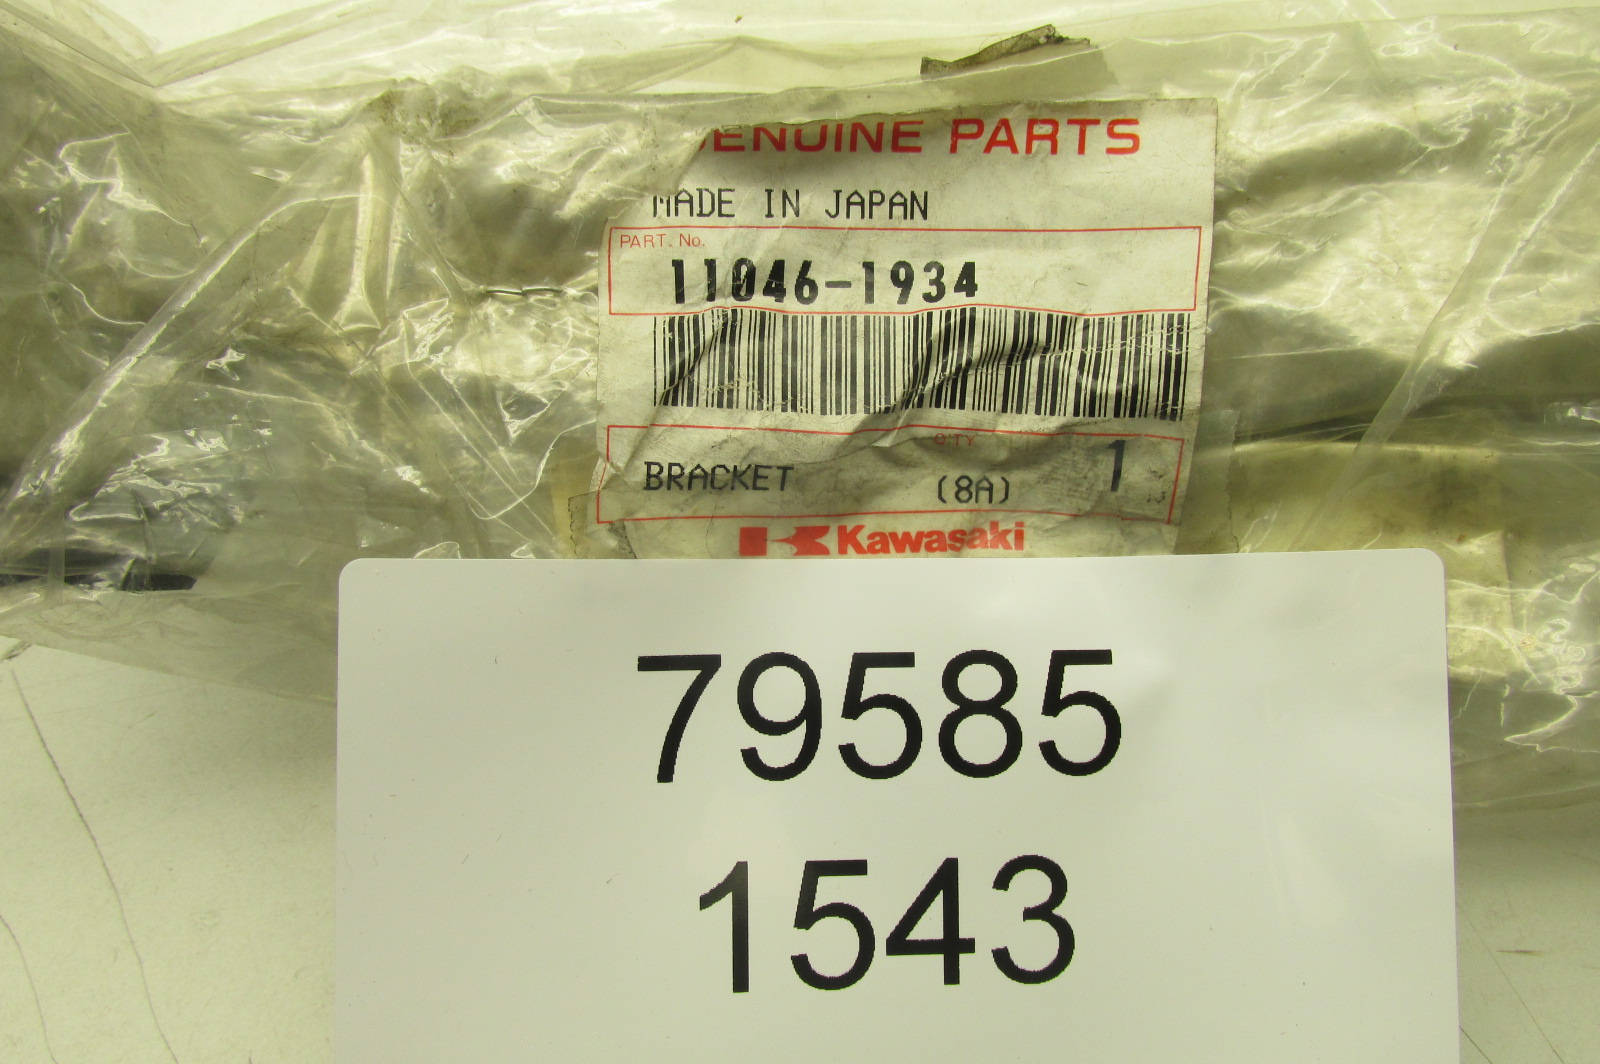 ENUINE PARTS
MADE IN JAPAN
PART. No.
11046-1934
Q'TY
BRACKET (8A) 1
Kawasaki
79585
1543